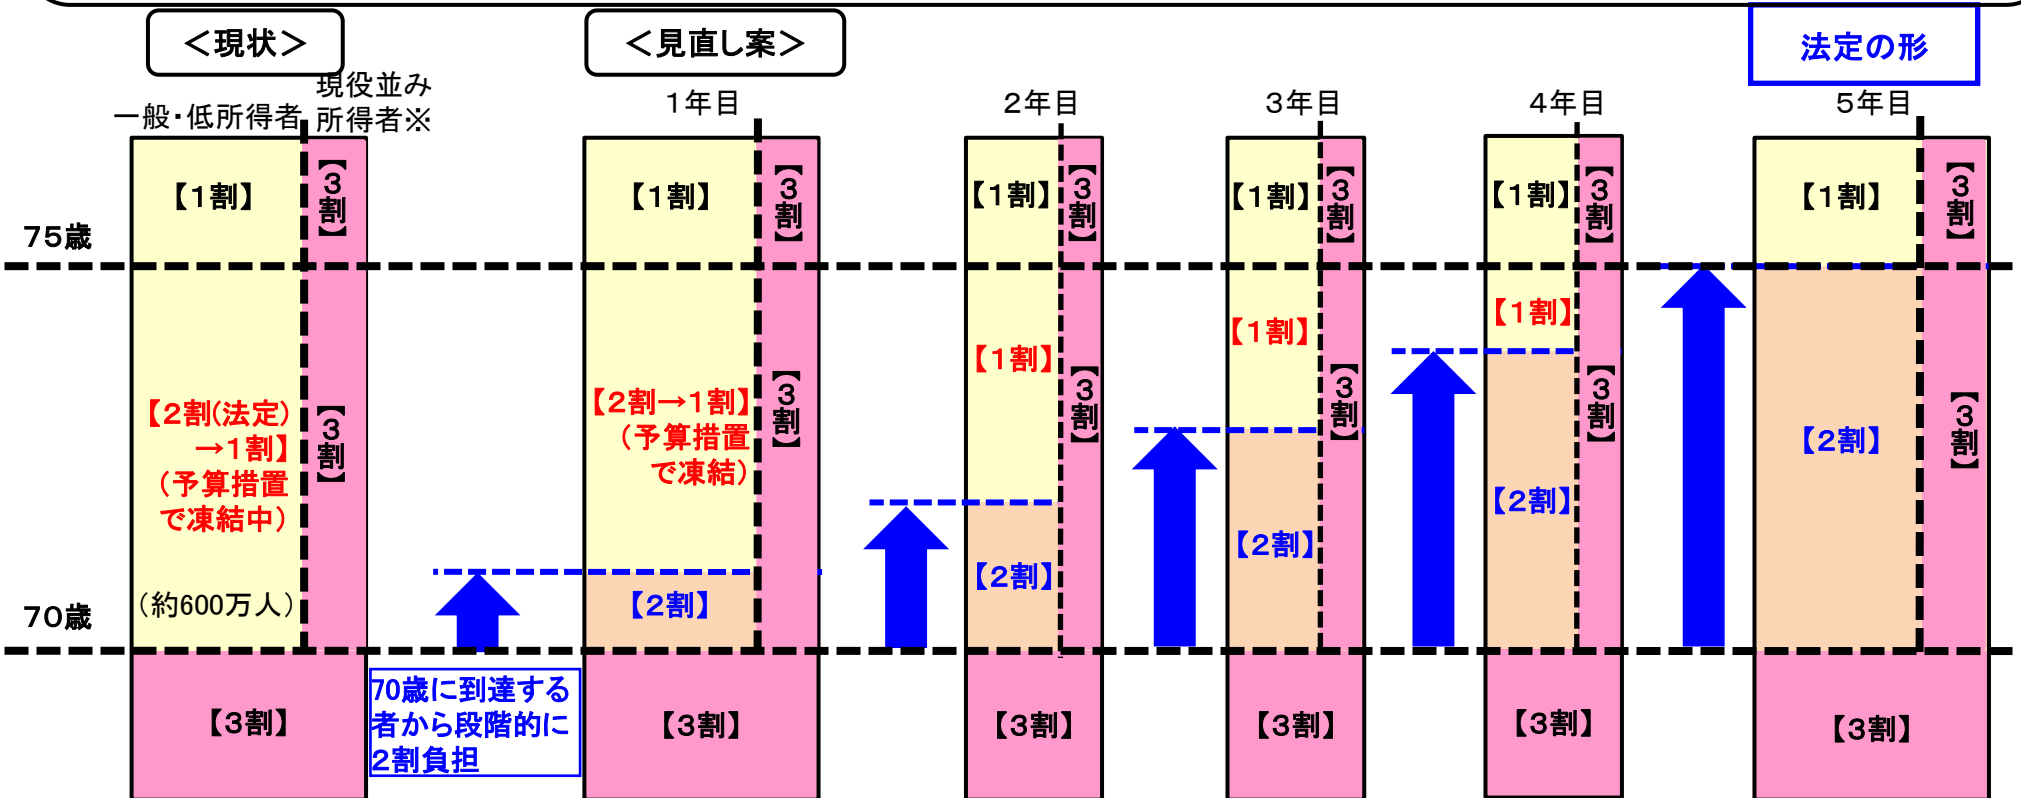 ＜現状＞
＜見直し案＞
法定の形
一般・低所得者
現役並み
所得者※
1年目
2年目
3年目
4年目
5年目
75歳
70歳
【1割】
【3割】
【2割(法定)
→1割】
（予算措置
で凍結中）
（約600万人）
【3割】
【3割】
70歳に到達する
者から段階的に
2割負担
【1割】
【3割】
【2割→1割】
（予算措置
で凍結）
【3割】
【2割】
【3割】
【1割】
【3割】
【1割】
【3割】
【2割】
【3割】
【1割】
【3割】
【1割】
【3割】
【2割】
【3割】
【1割】
【3割】
【1割】
【3割】
【2割】
【3割】
【1割】
【3割】
【2割】
【3割】
【3割】